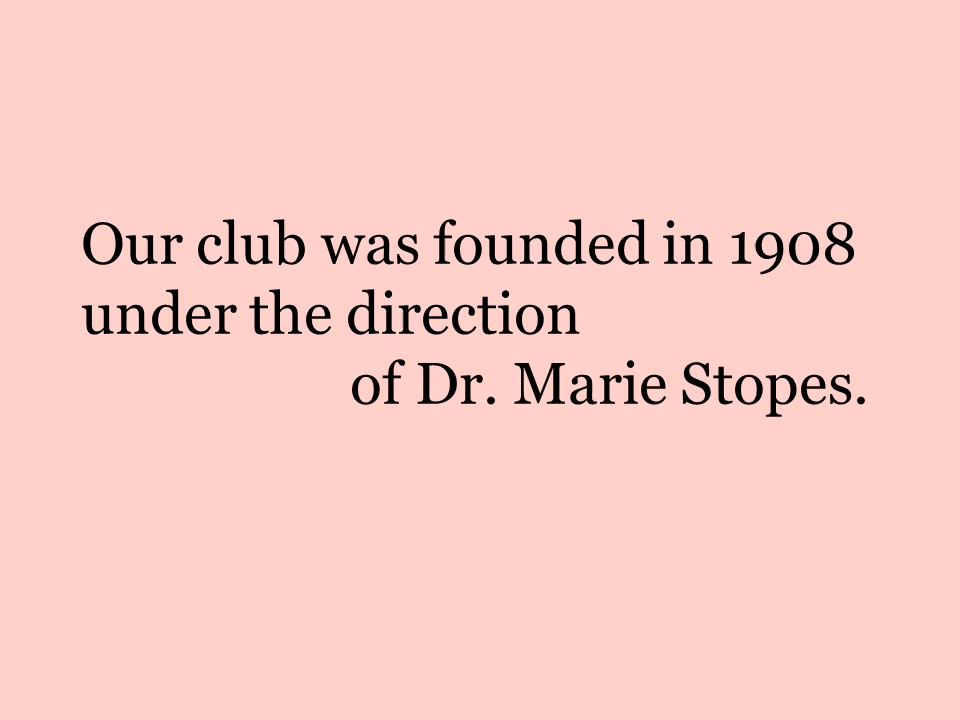 Our club was founded in 1908
under the direction
of Dr. Marie Stopes.